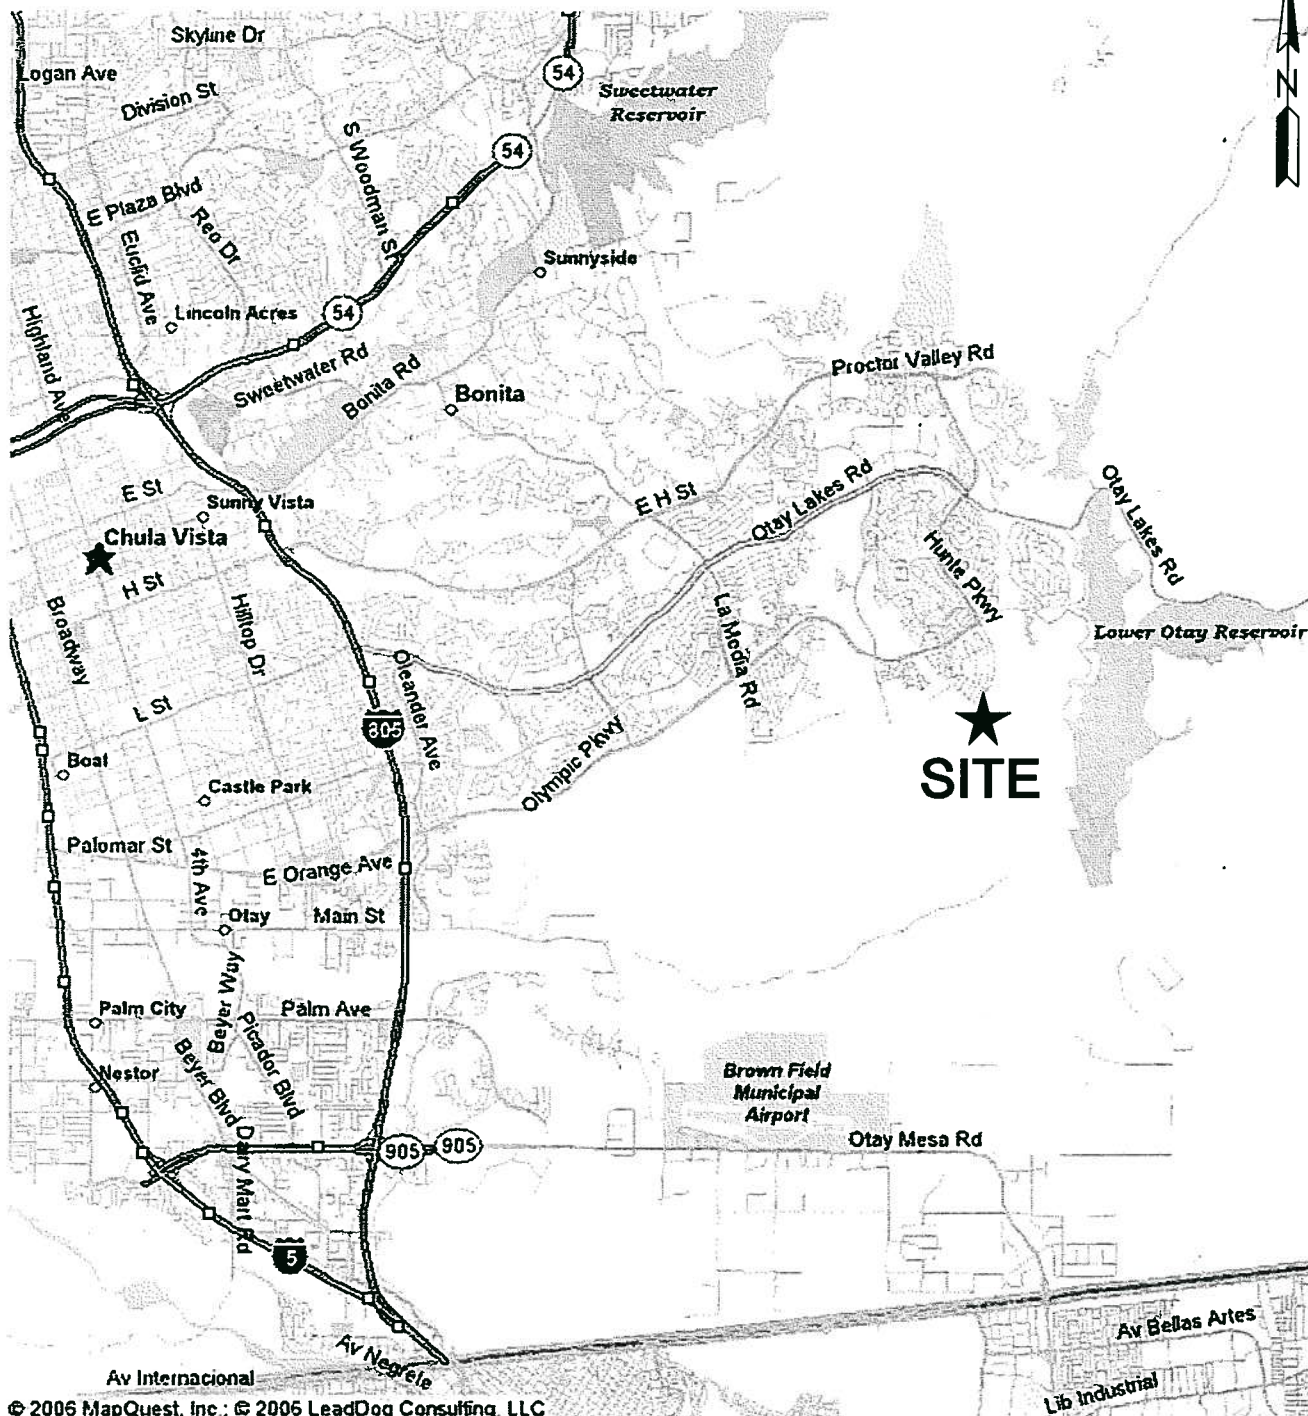 Skyline Dr
Logan Ave
54
Division St
Sweetwater
Reservoir
N
S Woodman St
54
E Plaza Blvd
Reo Dr
Euclid Ave
Sunnyside
Lincoln Acres
54
Highland Ave
Sweetwater Rd
Bonita Rd
Bonita
Proctor Valley Rd
E St
Sunny Vista
E H St
Otay Lakes Rd
Otay Lakes Rd
Chula Vista
H St
Hunte Pkwy
Broadway
Hilltop Dr
La Media Rd
Lower Otay Reservoir
Oleander Ave
L St
805
Olympic Pkwy
SITE
Boal
Castle Park
Palomar St
4th Ave
E Orange Ave
Otay
Main St
Beyer Way
Palm City
Palm Ave
Picador Blvd
Beyer Blvd
Nestor
Brown Field
Municipal
Airport
Dairy Mart Rd
905
905
Otay Mesa Rd
5
Av Bellas Artes
Av Negrete
Av Internacional
Lib Industrial
© 2006 MapQuest, Inc.; © 2006 LeadDog Consulting, LLC